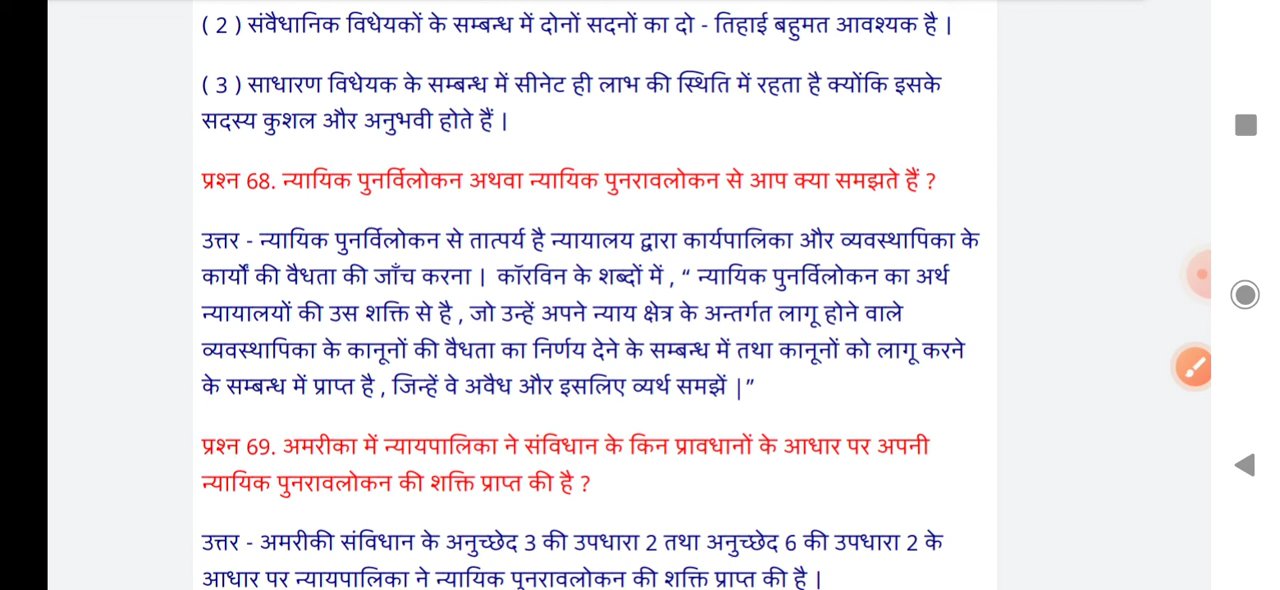 ( 2 ) संवैधानिक विधेयकों के सम्बन्ध में दोनों सदनों का दो - तिहाई बहुमत आवश्यक है |
( 3 ) साधारण विधेयक के सम्बन्ध में सीनेट ही लाभ की स्थिति में रहता है क्योंकि इसके
सदस्य कुशल और अनुभवी होते हैं |
प्रश्न 68. न्यायिक पुनर्विलोकन अथवा न्यायिक पुनरावलोकन से आप क्या समझते हैं ?
उत्तर - न्यायिक पुनर्विलोकन से तात्पर्य है न्यायालय द्वारा कार्यपालिका और व्यवस्थापिका के
कार्यों की वैधता की जाँच करना | कॉरविन के शब्दों में , “ न्यायिक पुनर्विलोकन का अर्थ
न्यायालयों की उस शक्ति से है , जो उन्हें अपने न्याय क्षेत्र के अन्तर्गत लागू होने वाले
व्यवस्थापिका के कानूनों की वैधता का निर्णय देने के सम्बन्ध में तथा कानूनों को लागू करने
के सम्बन्ध में प्राप्त है , जिन्हें वे अवैध और इसलिए व्यर्थ समझें |”
प्रश्न 69. अमरीका में न्यायपालिका ने संविधान के किन प्रावधानों के आधार पर अपनी
न्यायिक पुनरावलोकन की शक्ति प्राप्त की है ?
उत्तर - अमरीकी संविधान के अनुच्छेद 3 की उपधारा 2 तथा अनुच्छेद 6 की उपधारा 2 के
आधार पर न्यायपालिका ने न्यायिक पुनरावलोकन की शक्ति प्राप्त की है |